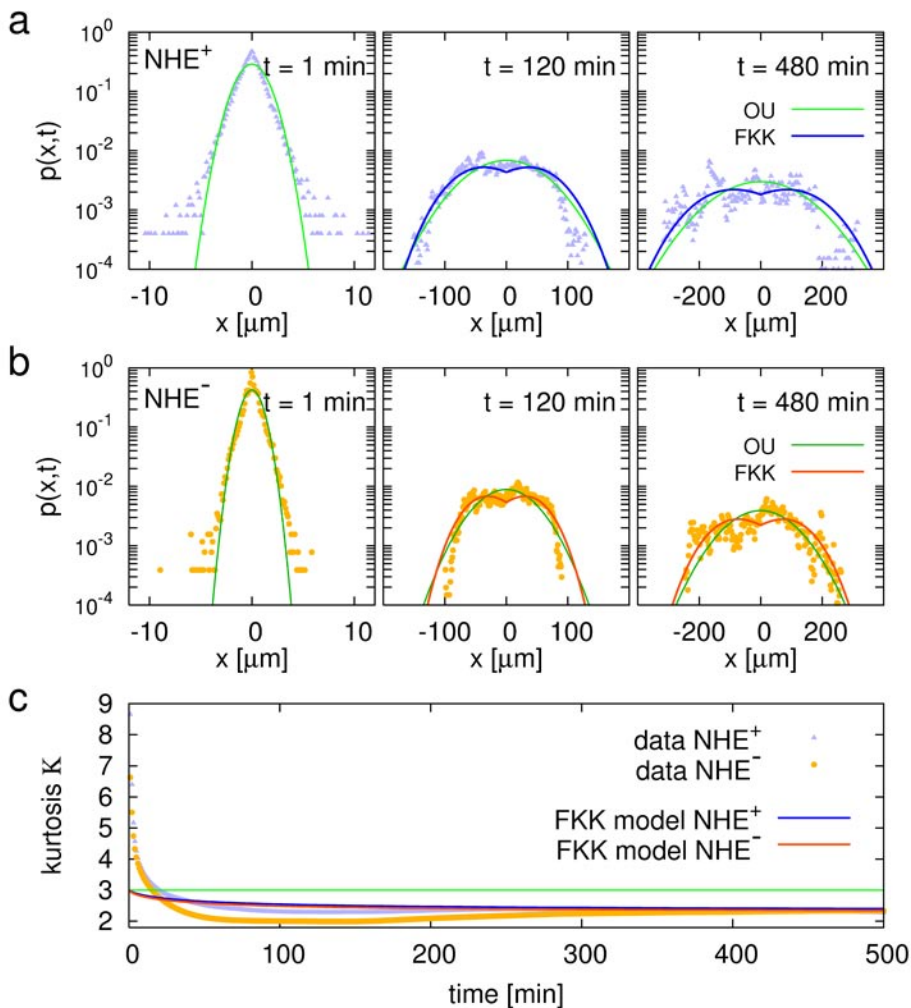 a
10⁰
10⁻¹
10⁻²
10⁻³
10⁻⁴
p(x,t)
NHE⁺
t = 1 min
t = 120 min
t = 480 min
OU
FKK
-10 0 10
-100 0 100
-200 0 200
x [μm] x [μm] x [μm]
b
10⁰
10⁻¹
10⁻²
10⁻³
10⁻⁴
p(x,t)
NHE⁻
t = 1 min
t = 120 min
t = 480 min
OU
FKK
-10 0 10
-100 0 100
-200 0 200
x [μm] x [μm] x [μm]
c
9
8
7
6
5
4
3
2
kurtosis K
data NHE⁺
data NHE⁻
FKK model NHE⁺
FKK model NHE⁻
0 100 200 300 400 500
time [min]